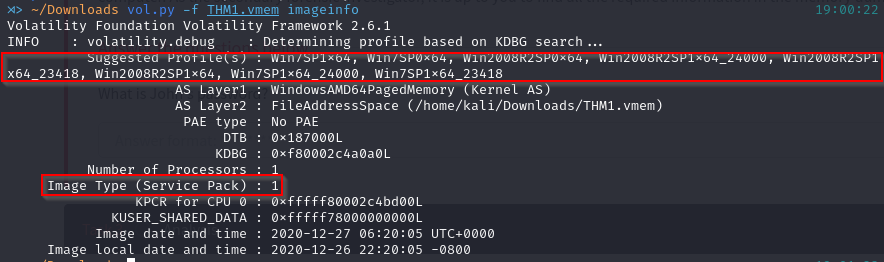 ~/Downloads vol.py -f THM1.vmem imageinfo 19:00:22
Volatility Foundation Volatility Framework 2.6.1
INFO    : volatility.debug    : Determining profile based on KDBG search...
Suggested Profile(s) : Win7SP1x64, Win7SP0x64, Win2008R2SP0x64, Win2008R2SP1x64_24000, Win2008R2SP1
x64_23418, Win2008R2SP1x64, Win7SP1x64_24000, Win7SP1x64_23418
AS Layer1 : WindowsAMD64PagedMemory (Kernel AS)
AS Layer2 : FileAddressSpace (/home/kali/Downloads/THM1.vmem)
PAE type : No PAE
DTB : 0x187000L
KDBG : 0xf80002c4a0a0L
Number of Processors : 1
Image Type (Service Pack) : 1
KPCR for CPU 0 : 0xfffff80002c4bd00L
KUSER_SHARED_DATA : 0xfffff78000000000L
Image date and time : 2020-12-27 06:20:05 UTC+0000
Image local date and time : 2020-12-26 22:20:05 -0800